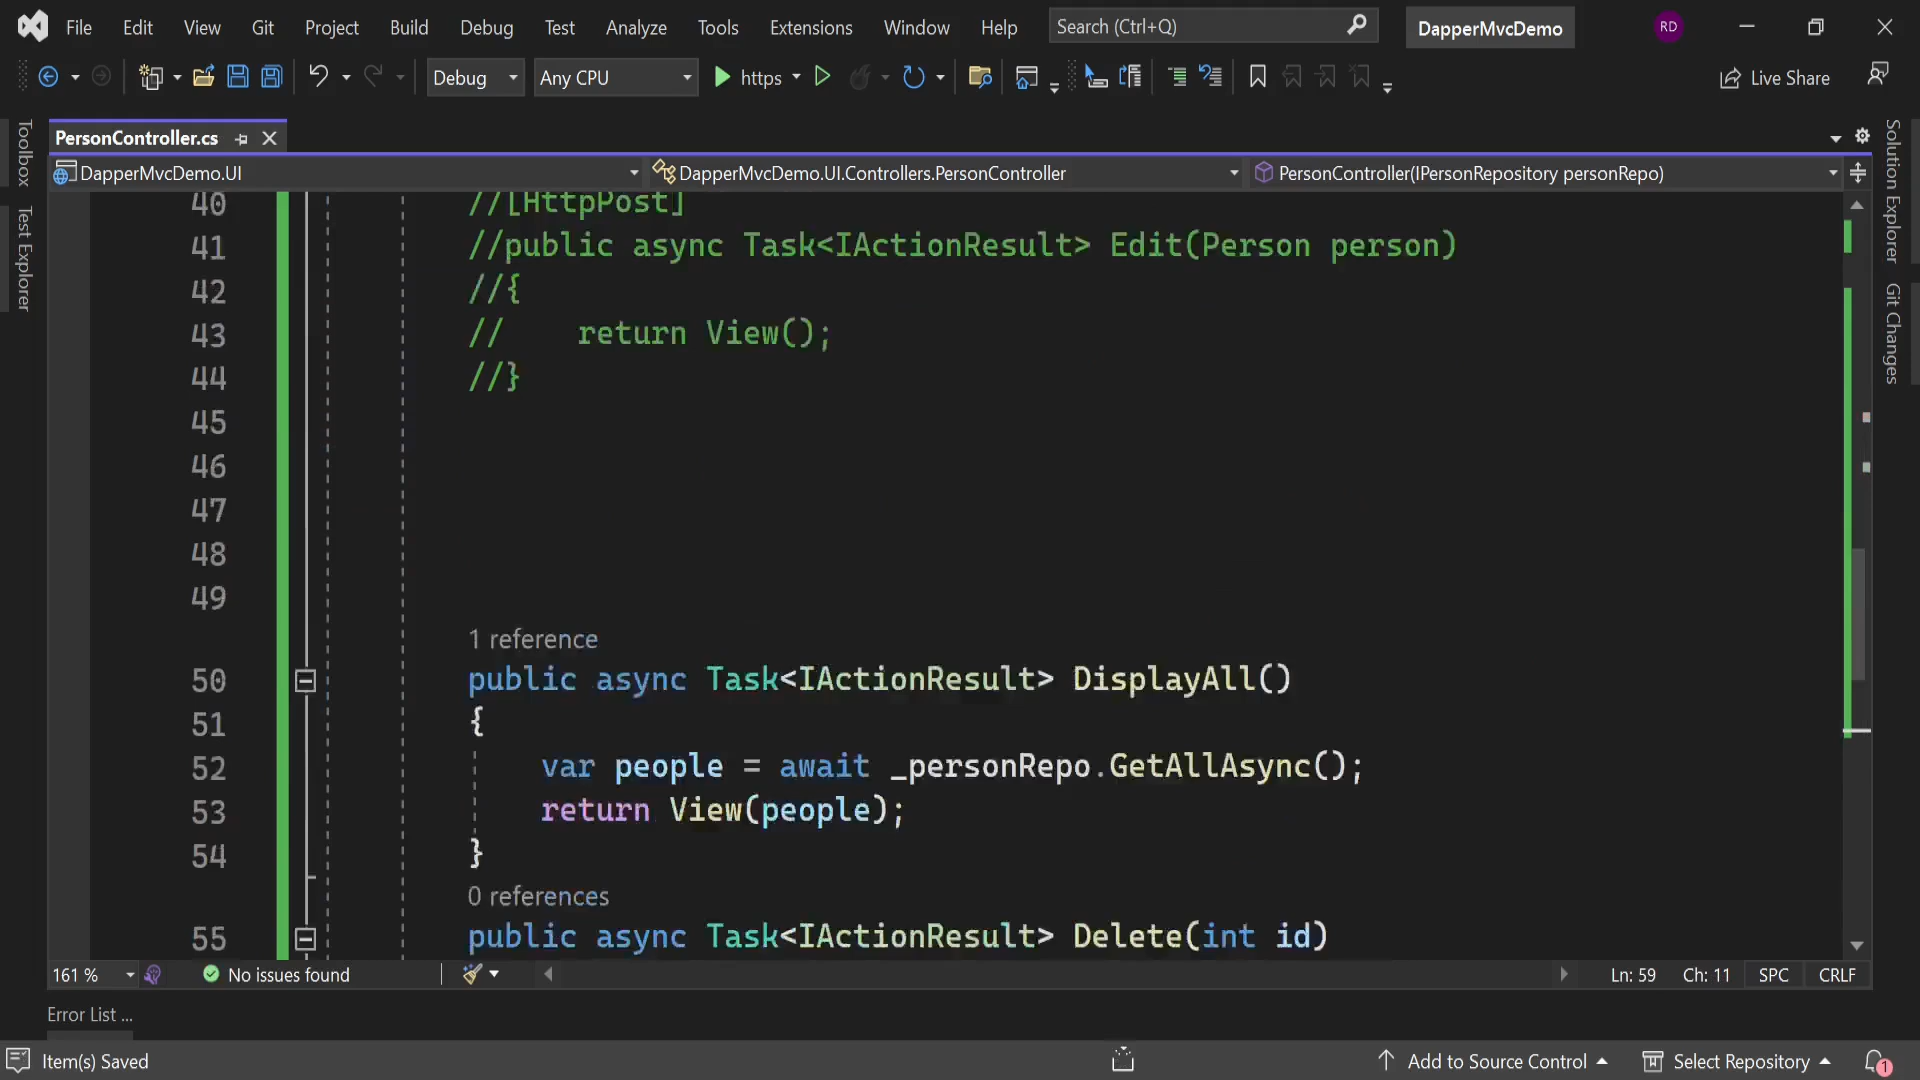 File Edit View Git Project Build Debug Test Analyze Tools Extensions Window Help Search (Ctrl+Q) DapperMvcDemo RD
Debug Any CPU https Live Share
PersonController.cs
DapperMvcDemo.UI DapperMvcDemo.UI.Controllers.PersonController PersonController(IPersonRepository personRepo)
Toolbox
Test Explorer
Solution Explorer
Git Changes
40 //[HttpPost]
41 //public async Task<IActionResult> Edit(Person person)
42 //{
43 //    return View();
44 //}
45
46
47
48
49
1 reference
50 public async Task<IActionResult> DisplayAll()
51 {
52 var people = await _personRepo.GetAllAsync();
53 return View(people);
54 }
0 references
55 public async Task<IActionResult> Delete(int id)
161 % No issues found Ln: 59 Ch: 11 SPC CRLF
Error List ...
Item(s) Saved Add to Source Control Select Repository 1